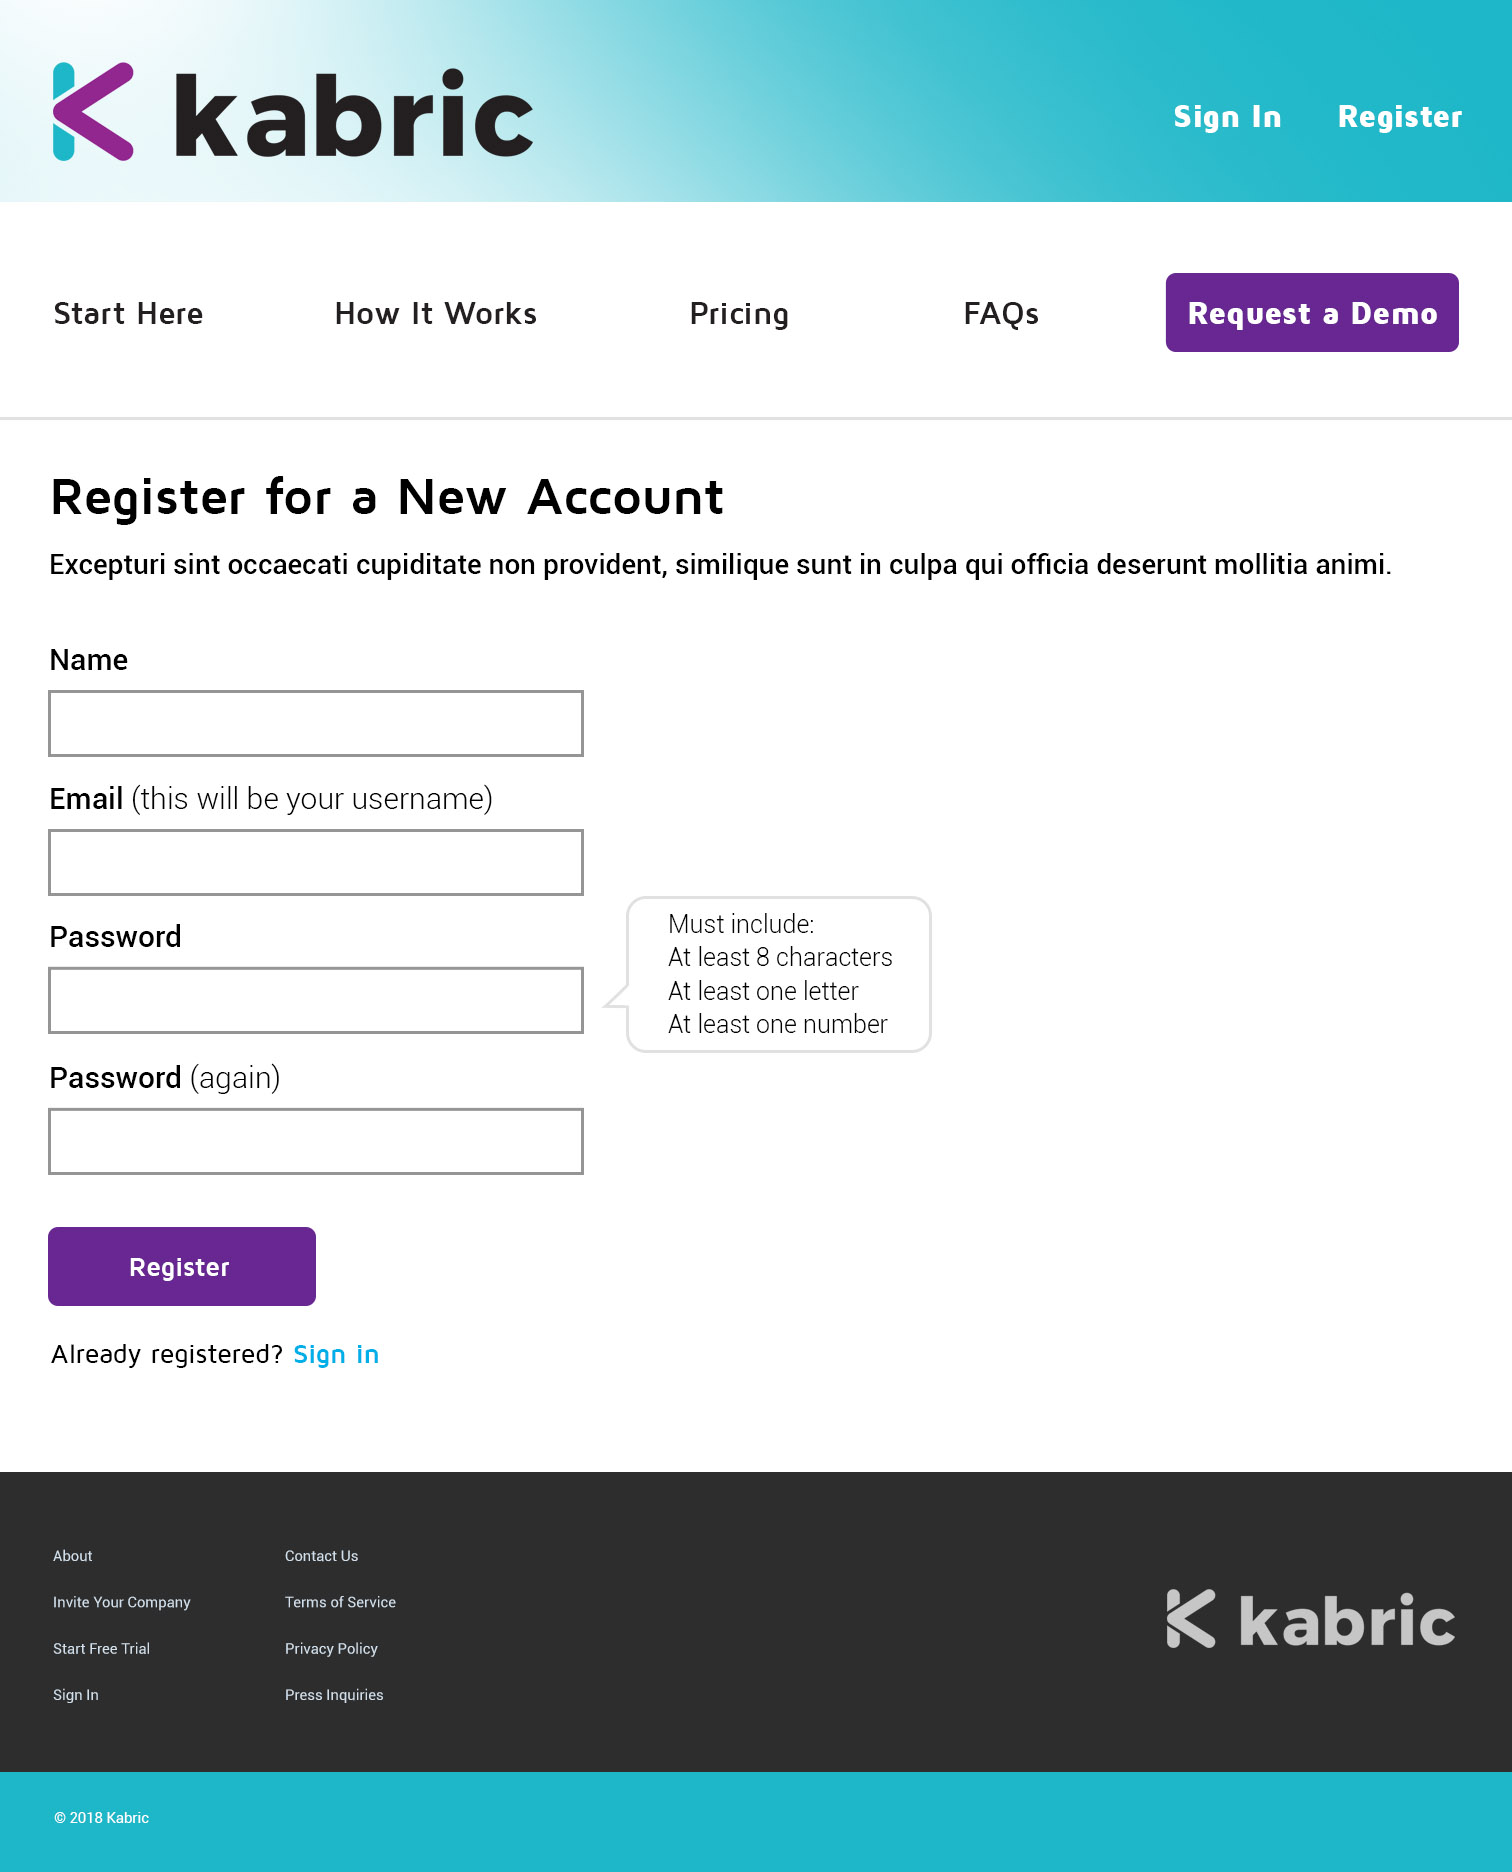 kabric
Sign In
Register
Start Here
How It Works
Pricing
FAQs
Request a Demo
Register for a New Account
Excepturi sint occaecati cupiditate non provident, similique sunt in culpa qui officia deserunt mollitia animi.
Name
Email (this will be your username)
Password
Must include:
At least 8 characters
At least one letter
At least one number
Password (again)
Register
Already registered? Sign in
About
Invite Your Company
Start Free Trial
Sign In
Contact Us
Terms of Service
Privacy Policy
Press Inquiries
kabric
© 2018 Kabric